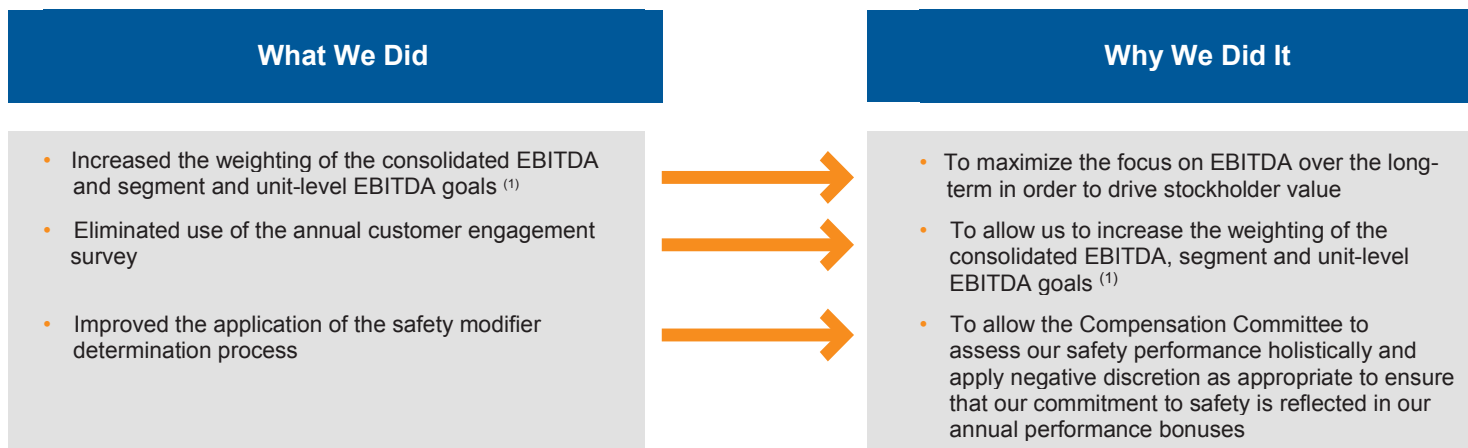 What We Did
Why We Did It
• Increased the weighting of the consolidated EBITDA
and segment and unit-level EBITDA goals (1)
• Eliminated use of the annual customer engagement
survey
• Improved the application of the safety modifier
determination process
• To maximize the focus on EBITDA over the long-
term in order to drive stockholder value
• To allow us to increase the weighting of the
consolidated EBITDA, segment and unit-level
EBITDA goals (1)
• To allow the Compensation Committee to
assess our safety performance holistically and
apply negative discretion as appropriate to ensure
that our commitment to safety is reflected in our
annual performance bonuses